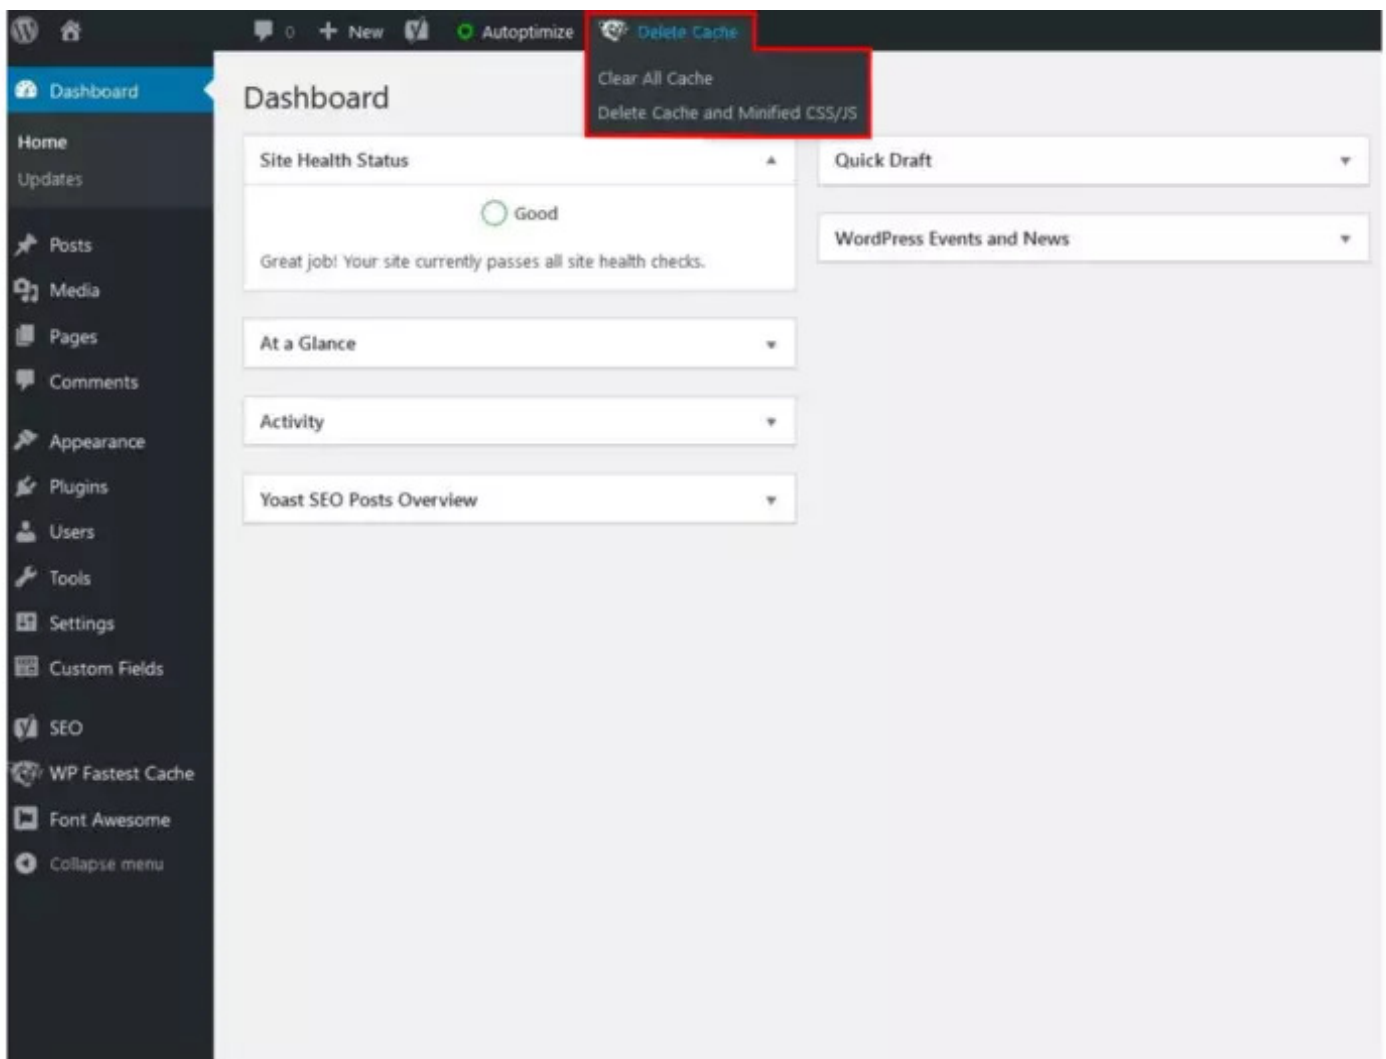 0 New Autoptimize Delete Cache
Clear All Cache
Delete Cache and Minified CSS/JS
Dashboard
Home
Updates
Posts
Media
Pages
Comments
Appearance
Plugins
Users
Tools
Settings
Custom Fields
SEO
WP Fastest Cache
Font Awesome
Collapse menu
Dashboard
Site Health Status
Good
Great job! Your site currently passes all site health checks.
At a Glance
Activity
Yoast SEO Posts Overview
Quick Draft
WordPress Events and News